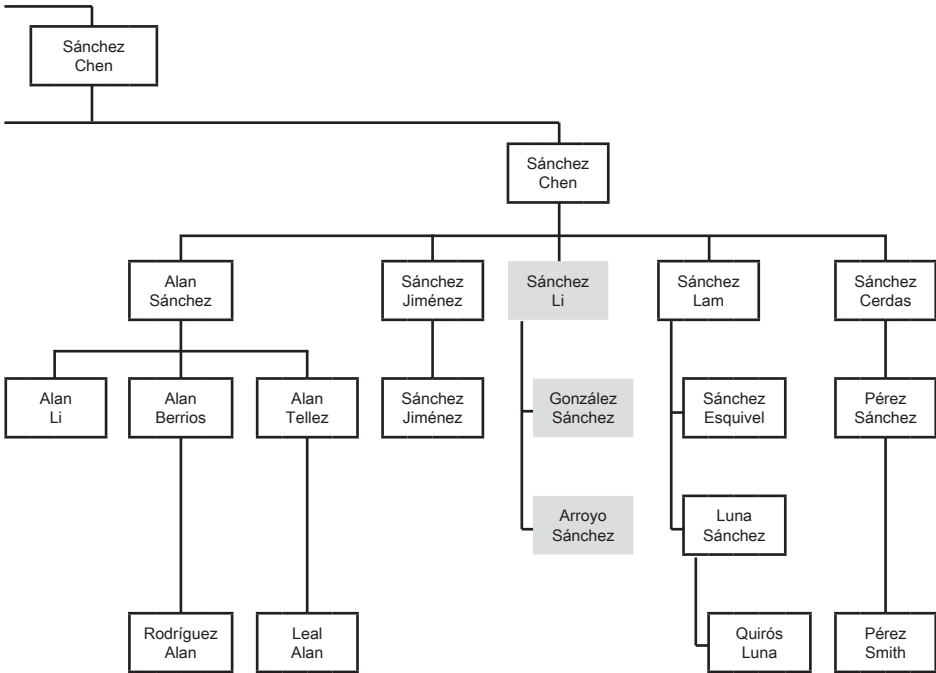 Sánchez
Chen
Sánchez
Chen
Alan
Sánchez
Sánchez
Jiménez
Sánchez
Li
Sánchez
Lam
Sánchez
Cerdas
Alan
Li
Alan
Berrios
Alan
Tellez
Sánchez
Jiménez
González
Sánchez
Sánchez
Esquivel
Pérez
Sánchez
Arroyo
Sánchez
Luna
Sánchez
Rodríguez
Alan
Leal
Alan
Quirós
Luna
Pérez
Smith